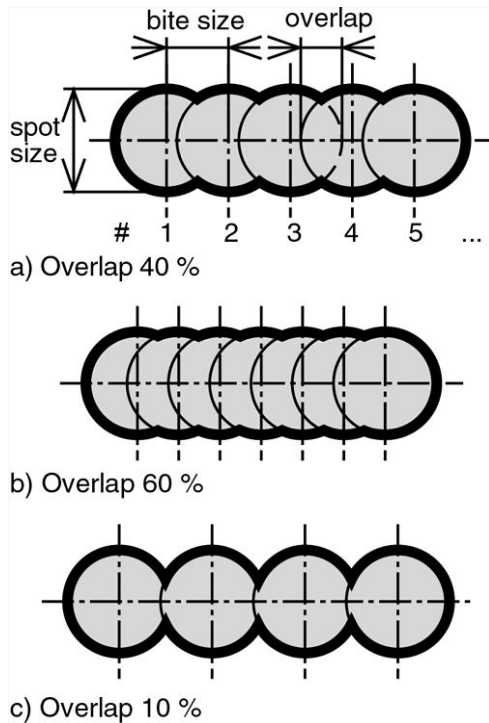 bite size overlap
spot
size
# 1 2 3 4 5 ...
a) Overlap 40 %
b) Overlap 60 %
c) Overlap 10 %